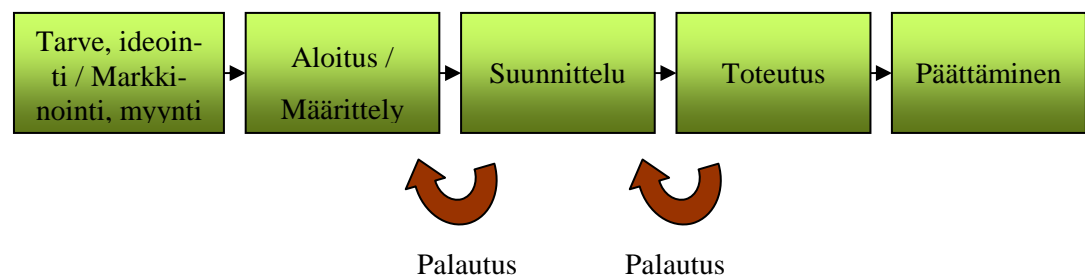 Tarve, ideoin-
ti / Markki-
nointi, myynti
Aloitus /
Määrittely
Suunnittelu
Toteutus
Päättäminen
Palautus
Palautus